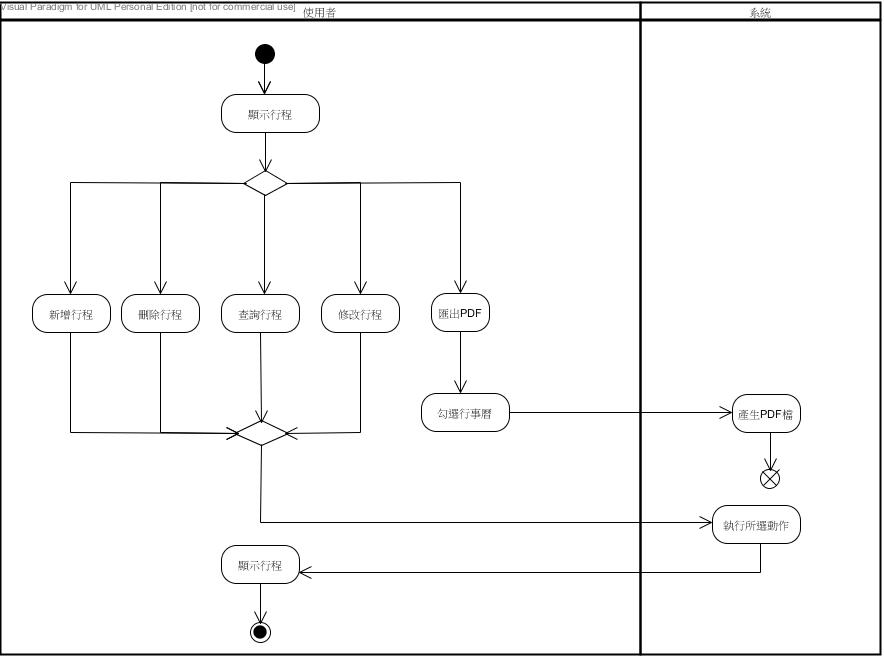 Visual Paradigm for UML Personal Edition [not for commercial use]
使用者
系統
顯示行程
新增行程
刪除行程
查詢行程
修改行程
匯出PDF
勾選行事曆
產生PDF檔
執行所選動作
顯示行程